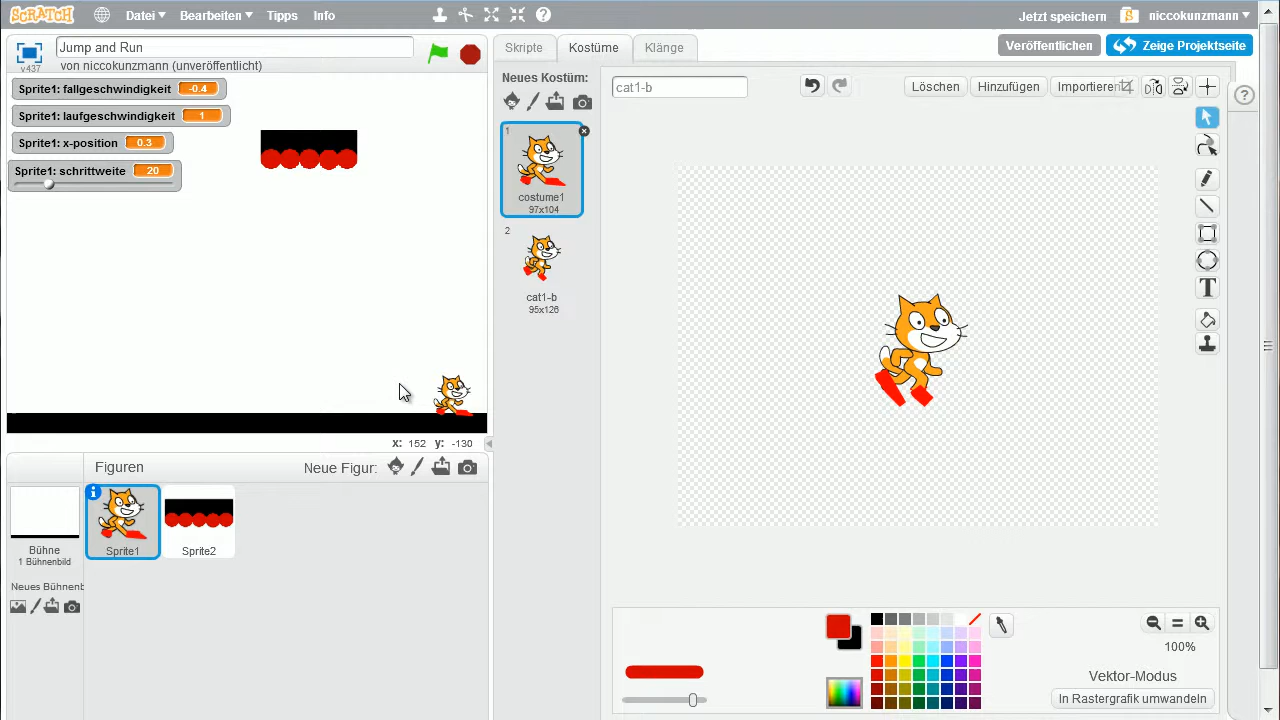 SCRATCH Datei Bearbeiten Tipps Info Jetzt speichern niccokunzmann
v437
Jump and Run
von niccokunzmann (unveröffentlicht)
Skripte Kostüme Klänge
Veröffentlichen Zeige Projektseite
Sprite1: fallgeschwindigkeit -0.4
Sprite1: laufgeschwindigkeit 1
Sprite1: x-position 0.3
Sprite1: schrittweite 20
x: 152 y: -130
Neues Kostüm:
1
costume1
97x104
2
cat1-b
95x126
cat1-b
Löschen Hinzufügen Importieren
?
T
Figuren Neue Figur:
Bühne
1 Bühnenbild
Neues Bühnenb
Sprite1
Sprite2
100%
Vektor-Modus
In Rastergrafik umwandeln